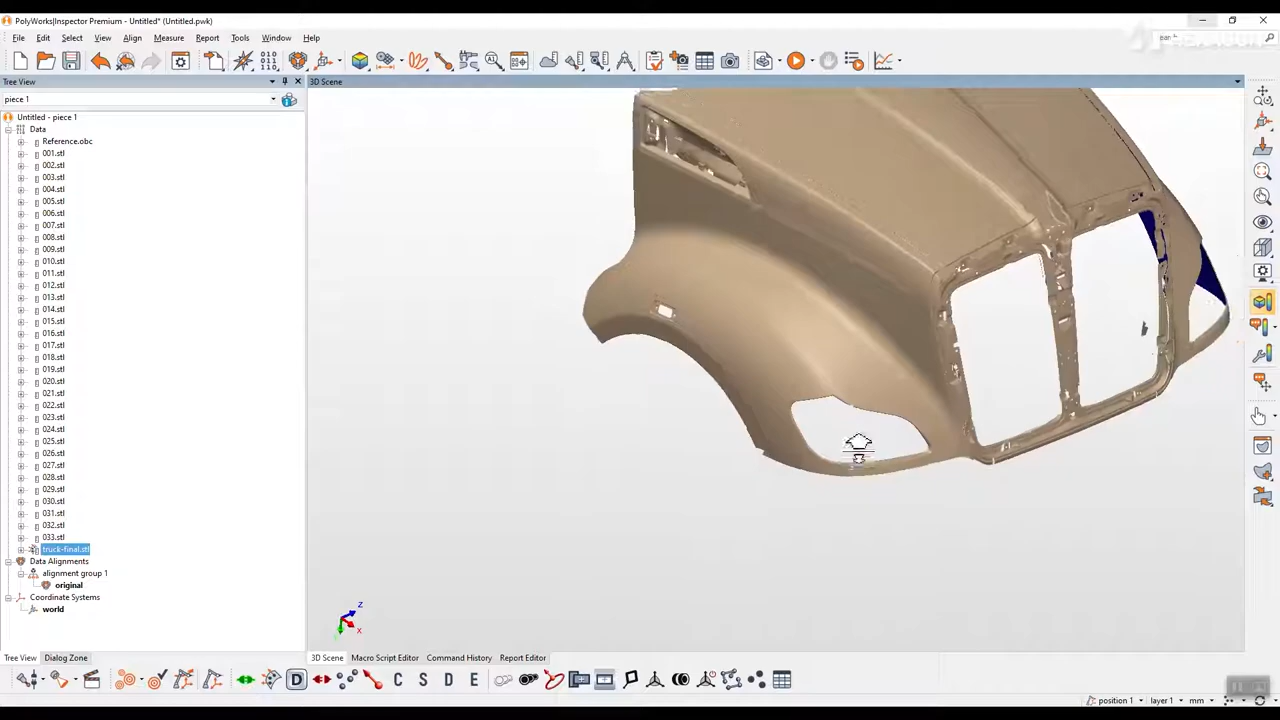 PolyWorks|Inspector Premium - Untitled* (Untitled.pwk)
File Edit Select View Align Measure Report Tools Window Help
Tree View
3D Scene
piece 1
Untitled - piece 1
Data
Reference.obc
001.stl
002.stl
003.stl
004.stl
005.stl
006.stl
007.stl
008.stl
009.stl
010.stl
011.stl
012.stl
013.stl
014.stl
015.stl
016.stl
017.stl
018.stl
019.stl
020.stl
021.stl
022.stl
023.stl
024.stl
025.stl
026.stl
027.stl
028.stl
029.stl
030.stl
031.stl
032.stl
033.stl
truck-final.stl
Data Alignments
alignment group 1
original
Coordinate Systems
world
z
x
Tree View Dialog Zone
3D Scene Macro Script Editor Command History Report Editor
D C S D E
position 1 layer 1 mm